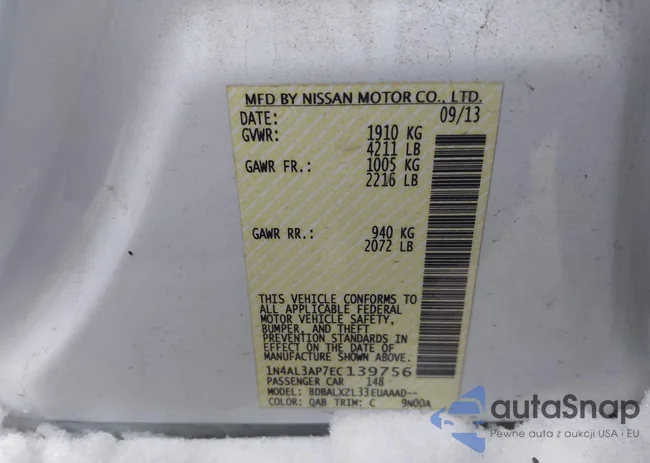 MFD BY NISSAN MOTOR CO., LTD.
DATE: 09/13
GVWR: 1910 KG
4211 LB
GAWR FR.: 1005 KG
2216 LB
GAWR RR.: 940 KG
2072 LB
THIS VEHICLE CONFORMS TO
ALL APPLICABLE FEDERAL
MOTOR VEHICLE SAFETY,
BUMPER, AND THEFT
PREVENTION STANDARDS IN
EFFECT ON THE DATE OF
MANUFACTURE SHOWN ABOVE.
1N4AL3AP7EC139756
PASSENGER CAR 148
MODEL: BDBALXZL33EUAAAD--
COLOR: QAB TRIM: C 9N00A
autoSnap
Pewne auta z aukcji USA i EU